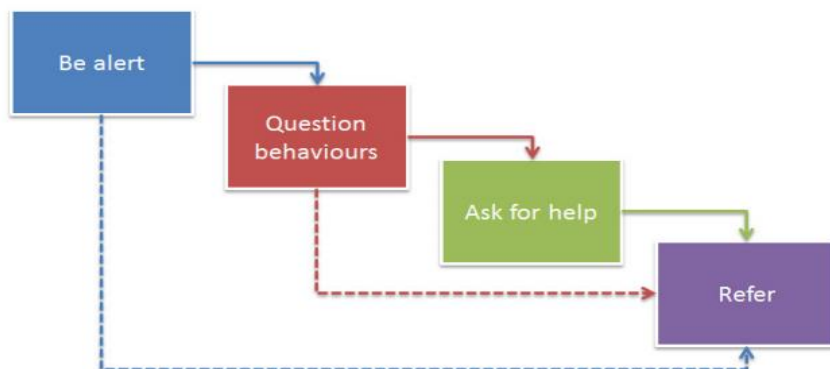 Be alert
Question
behaviours
Ask for help
Refer